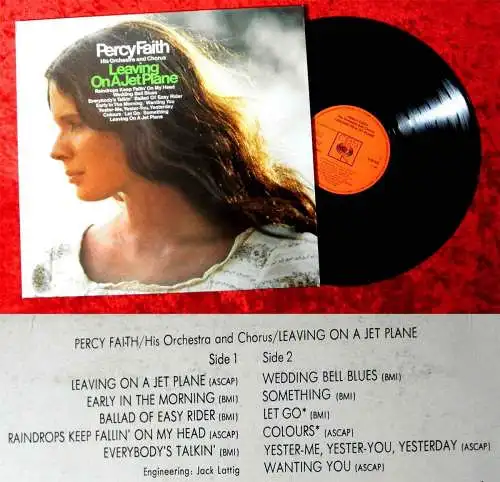 Percy Faith
His Orchestra and Chorus
Leaving
On A Jet Plane
Raindrops Keep Fallin' On My Head
Wedding Bell Blues
Everybody's Talkin' Ballad Of Easy Rider
Early In The Morning Wanting You
Yester-Me, Yester-You, Yesterday
Colours Let Go Something
Leaving On A Jet Plane
CBS
PERCY FAITH/His Orchestra and Chorus/LEAVING ON A JET PLANE
Side 1
LEAVING ON A JET PLANE (ASCAP)
EARLY IN THE MORNING (BMI)
BALLAD OF EASY RIDER (BMI)
RAINDROPS KEEP FALLIN' ON MY HEAD (ASCAP)
EVERYBODY'S TALKIN' (BMI)
Engineering: Jack Lattig
Side 2
WEDDING BELL BLUES (BMI)
SOMETHING (BMI)
LET GO* (BMI)
COLOURS* (ASCAP)
YESTER-ME, YESTER-YOU, YESTERDAY (ASCAP)
WANTING YOU (ASCAP)